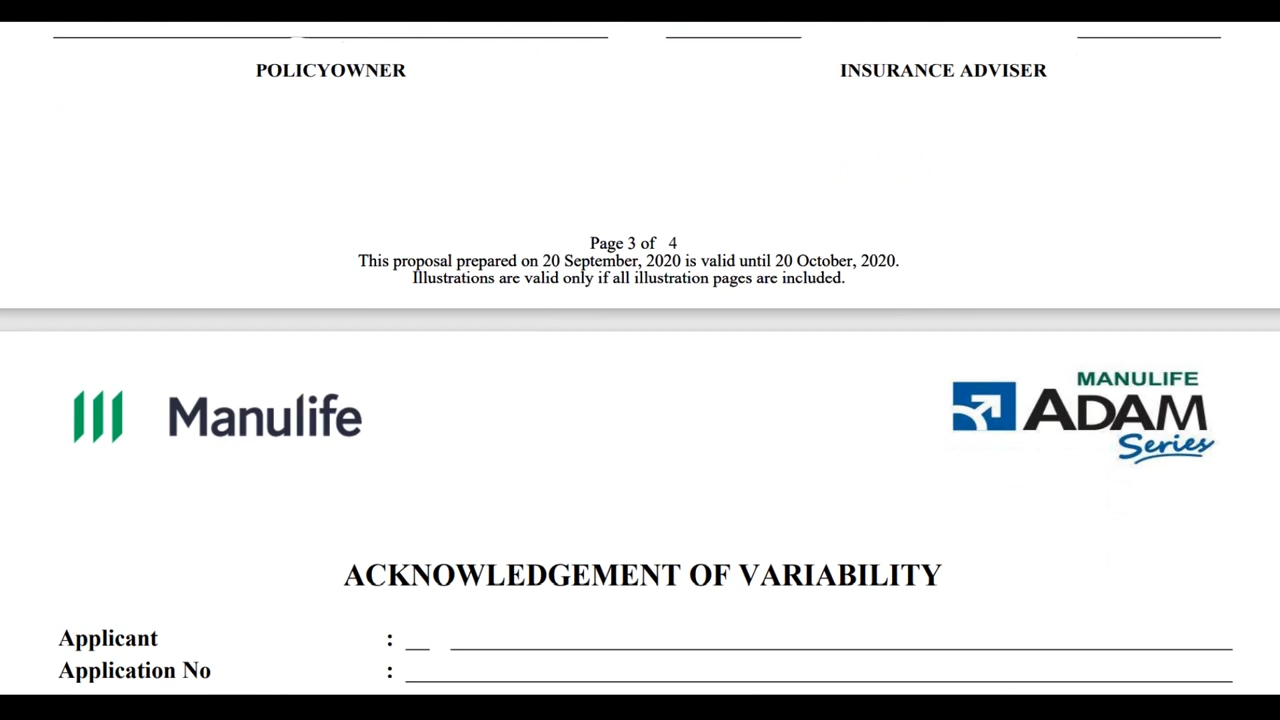 POLICYOWNER INSURANCE ADVISER
Page 3 of 4
This proposal prepared on 20 September, 2020 is valid until 20 October, 2020.
Illustrations are valid only if all illustration pages are included.
Manulife
MANULIFE
ADAM
Series
ACKNOWLEDGEMENT OF VARIABILITY
Applicant :
Application No :